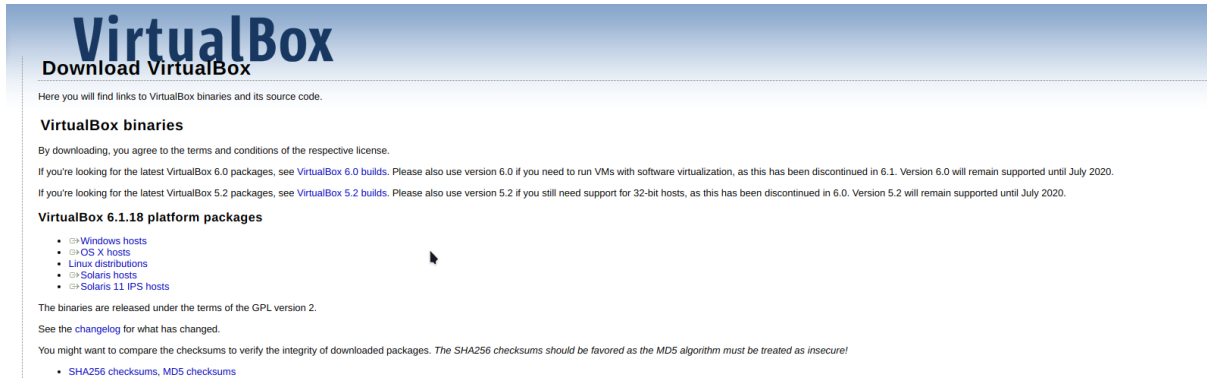 VirtualBox
Download VirtualBox
Here you will find links to VirtualBox binaries and its source code.
VirtualBox binaries
By downloading, you agree to the terms and conditions of the respective license.
If you're looking for the latest VirtualBox 6.0 packages, see VirtualBox 6.0 builds. Please also use version 6.0 if you need to run VMs with software virtualization, as this has been discontinued in 6.1. Version 6.0 will remain supported until July 2020.
If you're looking for the latest VirtualBox 5.2 packages, see VirtualBox 5.2 builds. Please also use version 5.2 if you still need support for 32-bit hosts, as this has been discontinued in 6.0. Version 5.2 will remain supported until July 2020.
VirtualBox 6.1.18 platform packages
Windows hosts
OS X hosts
Linux distributions
Solaris hosts
Solaris 11 IPS hosts
The binaries are released under the terms of the GPL version 2.
See the changelog for what has changed.
You might want to compare the checksums to verify the integrity of downloaded packages. The SHA256 checksums should be favored as the MD5 algorithm must be treated as insecure!
SHA256 checksums, MD5 checksums